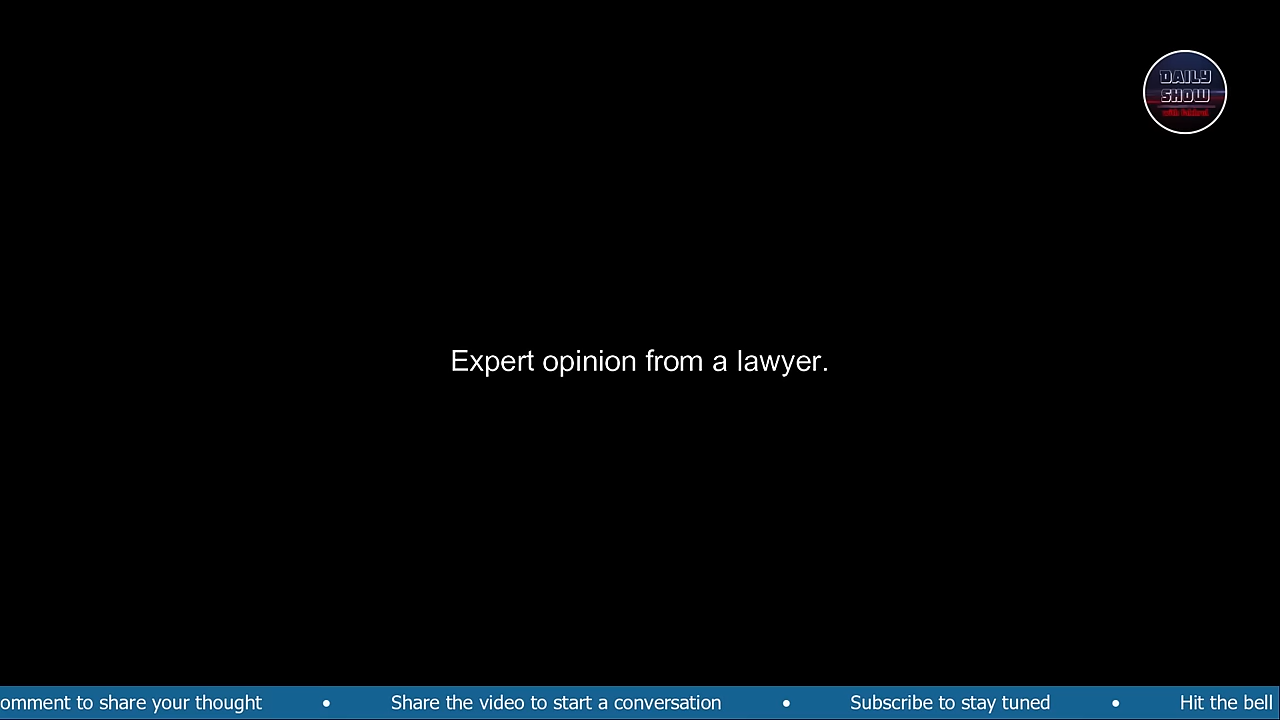 DAILY
SHOW
Expert opinion from a lawyer.
omment to share your thought • Share the video to start a conversation • Subscribe to stay tuned • Hit the bell